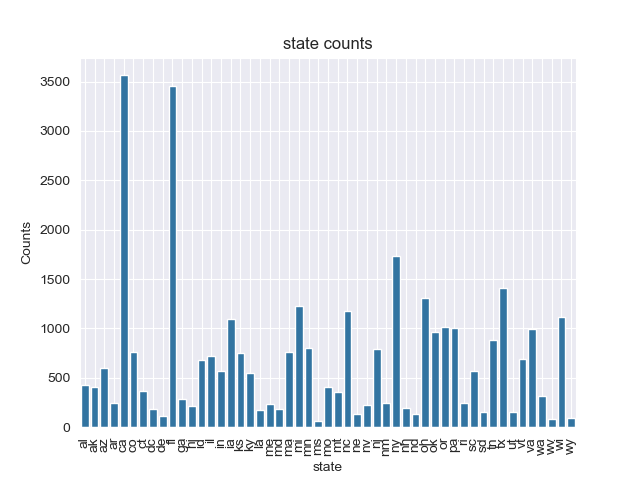 state counts
3500
3000
2500
2000
1500
1000
500
0
Counts
al ak az ar ca co ct dc de fl ga hi id il in ia ks ky la me md ma mi mn ms mo mt nc ne nv nj nm ny nh nd oh ok or pa ri sc sd tn tx ut vt va wa wv wi wy
state